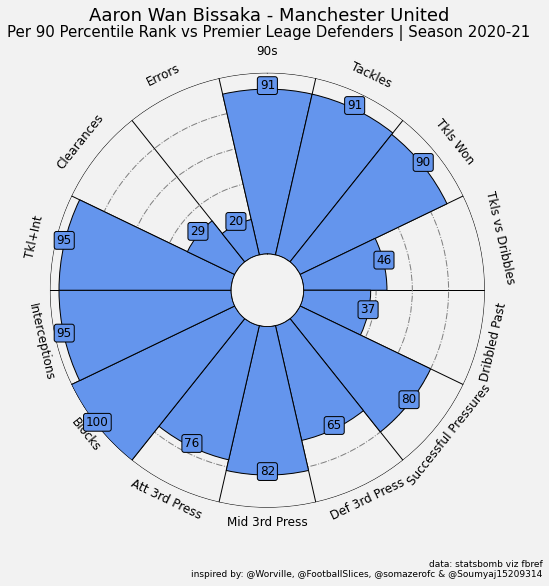 Aaron Wan Bissaka - Manchester United
Per 90 Percentile Rank vs Premier Leage Defenders | Season 2020-21
90s
91
Tackles
91
Tkls Won
90
Tkls vs Dribbles
46
Dribbled Past
37
Successful Pressures
80
Def 3rd Press
65
Mid 3rd Press
82
Att 3rd Press
76
Blocks
100
Interceptions
95
Tkl+Int
95
Clearances
29
Errors
20
data: statsbomb viz fbref
inspired by: @Worville, @FootballSlices, @somazerofc & @Soumyaj15209314